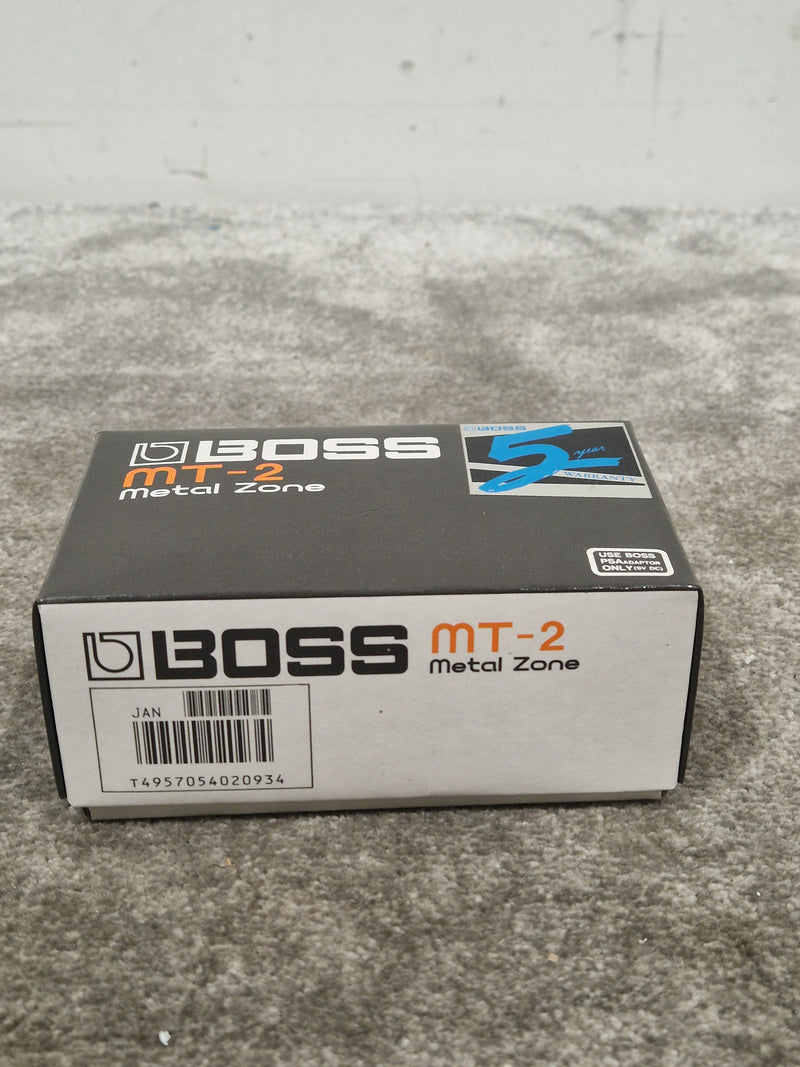 BOSS
MT-2
Metal Zone
BOSS
5 year
WARRANTY
USE BOSS
PSA ADAPTOR
ONLY (9V DC)
BOSS MT-2
Metal Zone
JAN
T4957054020934